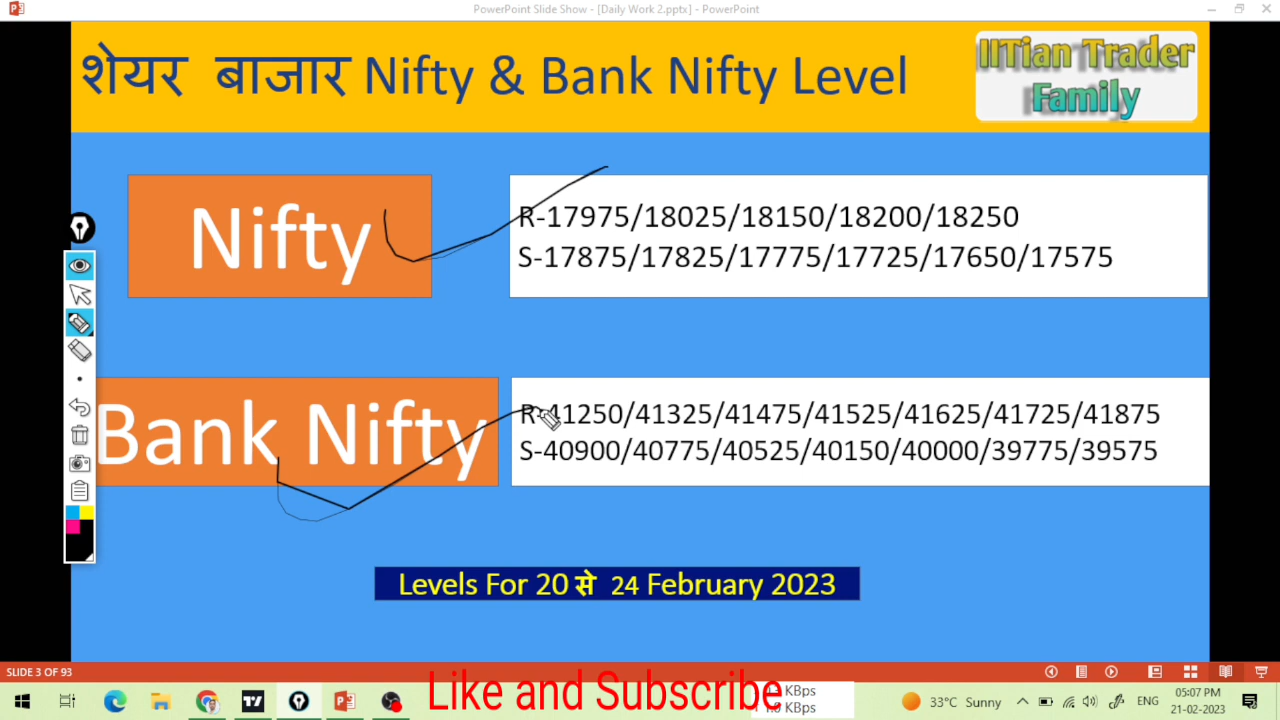 PowerPoint Slide Show - [Daily Work 2.pptx] - PowerPoint
शेयर बाजार Nifty & Bank Nifty Level
IITian Trader
Family
Nifty
R-17975/18025/18150/18200/18250
S-17875/17825/17775/17725/17650/17575
Bank Nifty
R-41250/41325/41475/41525/41625/41725/41875
S-40900/40775/40525/40150/40000/39775/39575
Levels For 20 से 24 February 2023
SLIDE 3 OF 93
Like and Subscribe
KBps
KBps
33°C Sunny
ENG
05:07 PM
21-02-2023